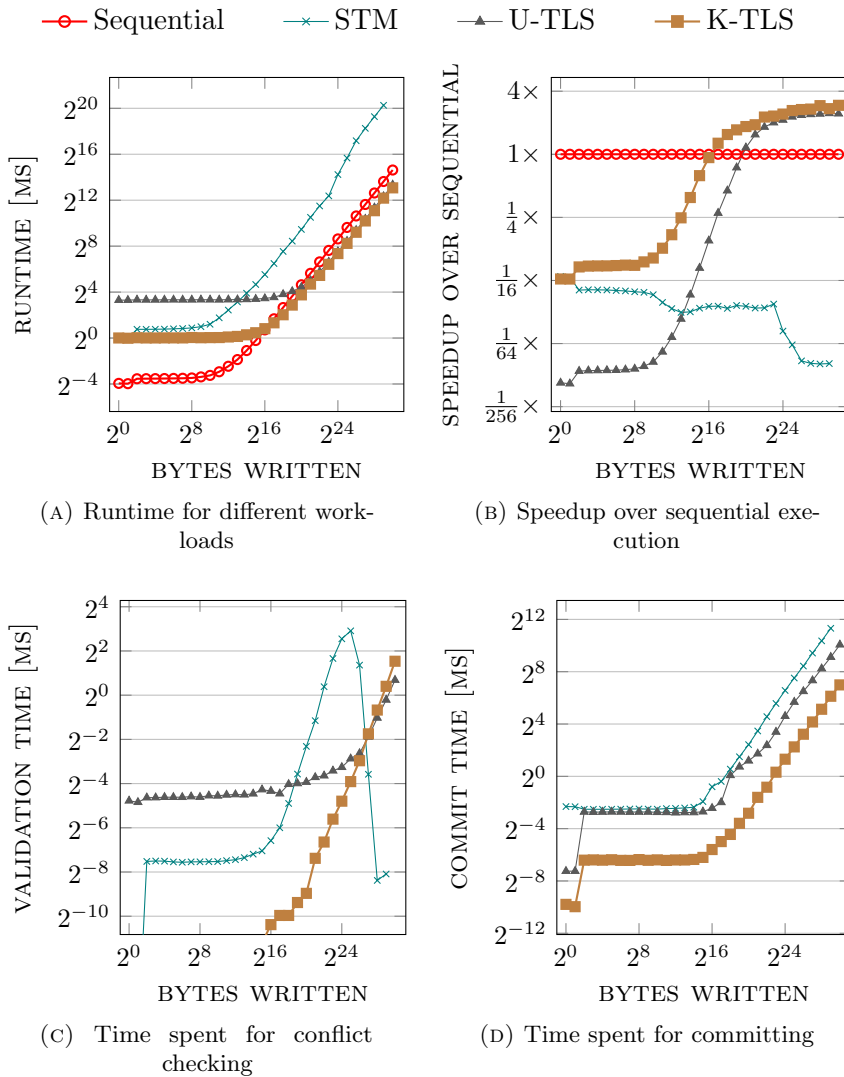 Sequential STM U-TLS K-TLS
RUNTIME [MS]
2^20
2^16
2^12
2^8
2^4
2^0
2^−4
2^0 2^8 2^16 2^24
BYTES WRITTEN
(A) Runtime for different work-
loads
SPEEDUP OVER SEQUENTIAL
4×
1×
1/4 ×
1/16 ×
1/64 ×
1/256 ×
2^0 2^8 2^16 2^24
BYTES WRITTEN
(B) Speedup over sequential exe-
cution
VALIDATION TIME [MS]
2^4
2^2
2^0
2^−2
2^−4
2^−6
2^−8
2^−10
2^0 2^8 2^16 2^24
BYTES WRITTEN
(C) Time spent for conflict
checking
COMMIT TIME [MS]
2^12
2^8
2^4
2^0
2^−4
2^−8
2^−12
2^0 2^8 2^16 2^24
BYTES WRITTEN
(D) Time spent for committing